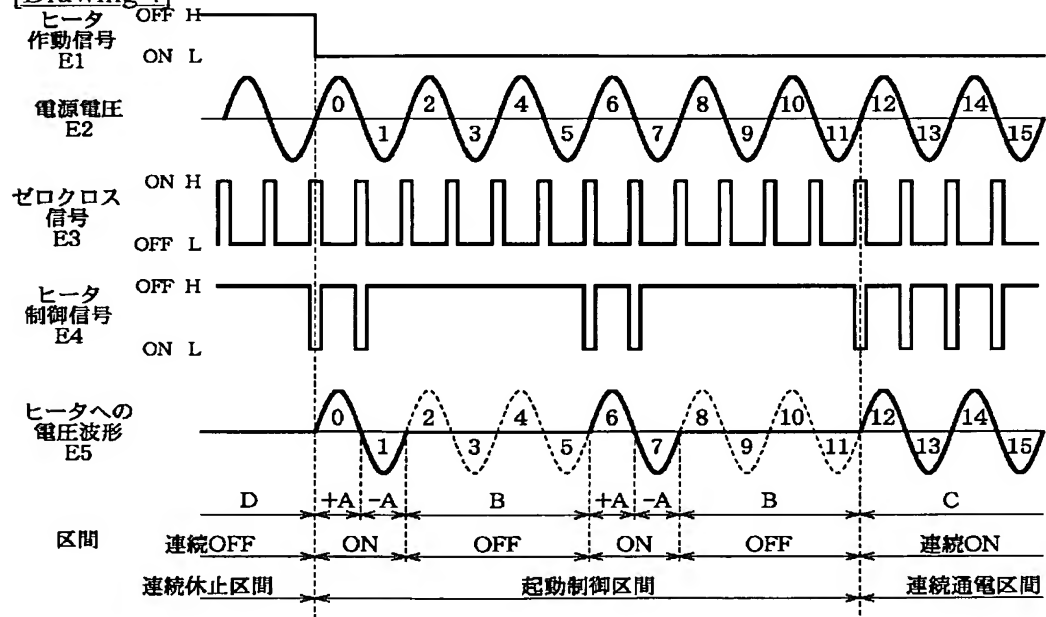 [Drawing 4]
ヒータ
作動信号
E1
OFF H
ON L
電源電圧
E2
0 1 2 3 4 5 6 7 8 9 10 11 12 13 14 15
ゼロクロス
信号
E3
ON H
OFF L
ヒータ
制御信号
E4
OFF H
ON L
ヒータへの
電圧波形
E5
0 1 2 3 4 5 6 7 8 9 10 11 12 13 14 15
D +A -A B +A -A B C
区間 連続OFF ON OFF ON OFF 連続ON
連続休止区間 起動制御区間 連続通電区間